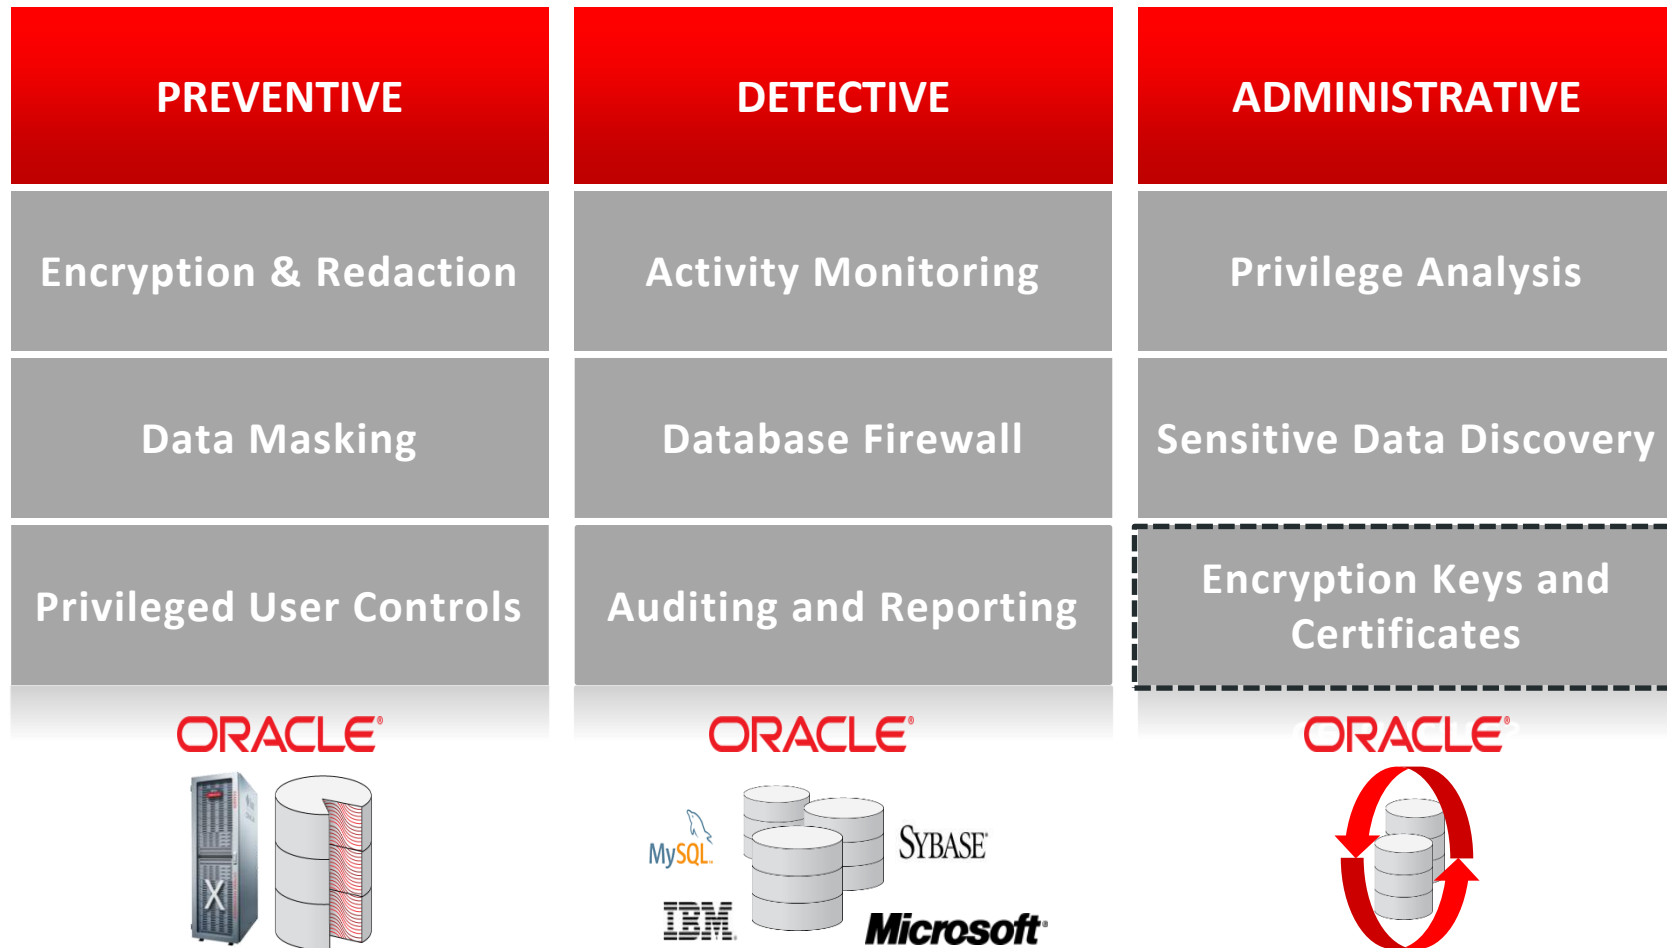 PREVENTIVE
DETECTIVE
ADMINISTRATIVE
Encryption & Redaction
Activity Monitoring
Privilege Analysis
Data Masking
Database Firewall
Sensitive Data Discovery
Privileged User Controls
Auditing and Reporting
Encryption Keys and
Certificates
ORACLE®
ORACLE®
ORACLE®
X
MySQL
SYBASE®
IBM
Microsoft®